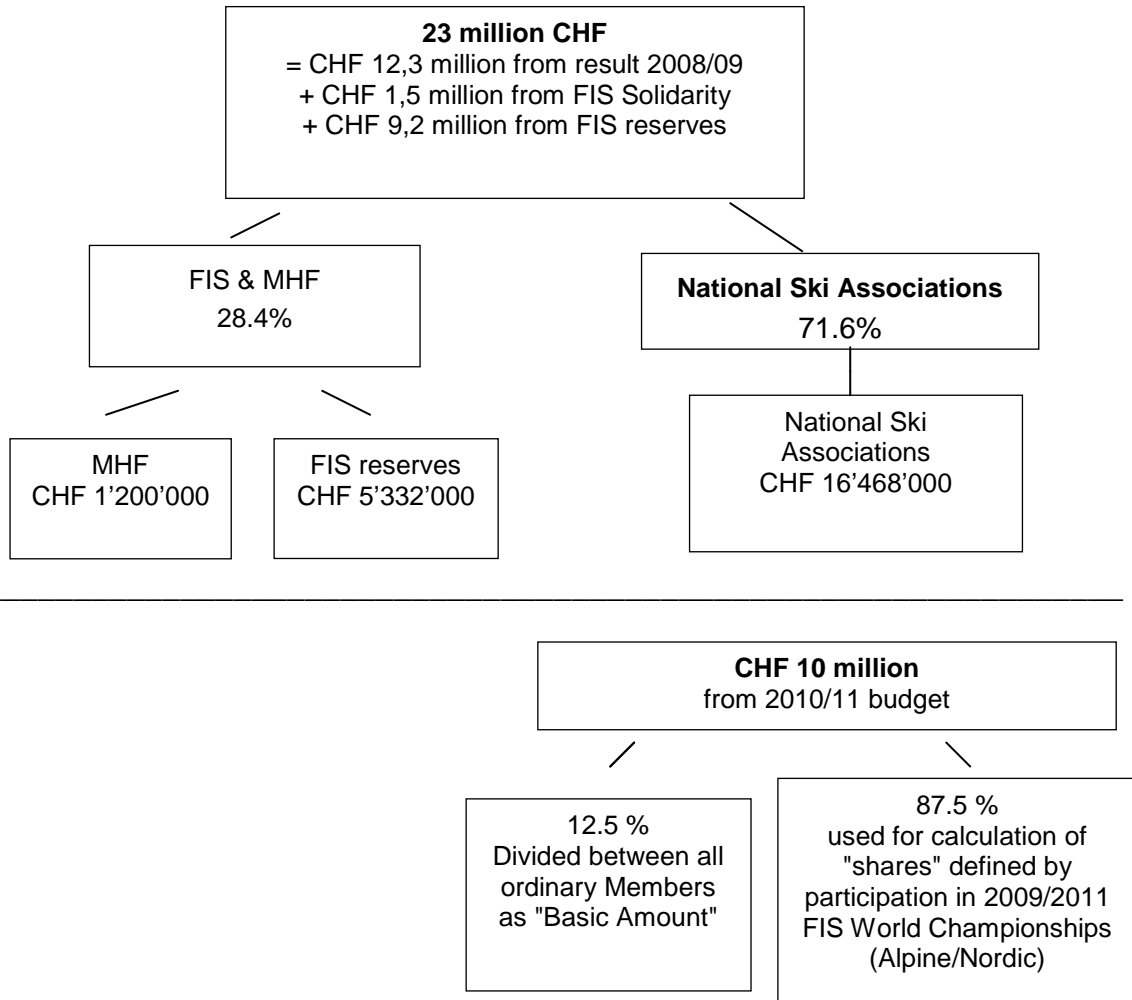 23 million CHF
= CHF 12,3 million from result 2008/09
+ CHF 1,5 million from FIS Solidarity
+ CHF 9,2 million from FIS reserves
FIS & MHF
28.4%
National Ski Associations
71.6%
MHF
CHF 1’200’000
FIS reserves
CHF 5’332’000
National Ski
Associations
CHF 16’468’000
CHF 10 million
from 2010/11 budget
12.5 %
Divided between all
ordinary Members
as "Basic Amount"
87.5 %
used for calculation of
"shares" defined by
participation in 2009/2011
FIS World Championships
(Alpine/Nordic)